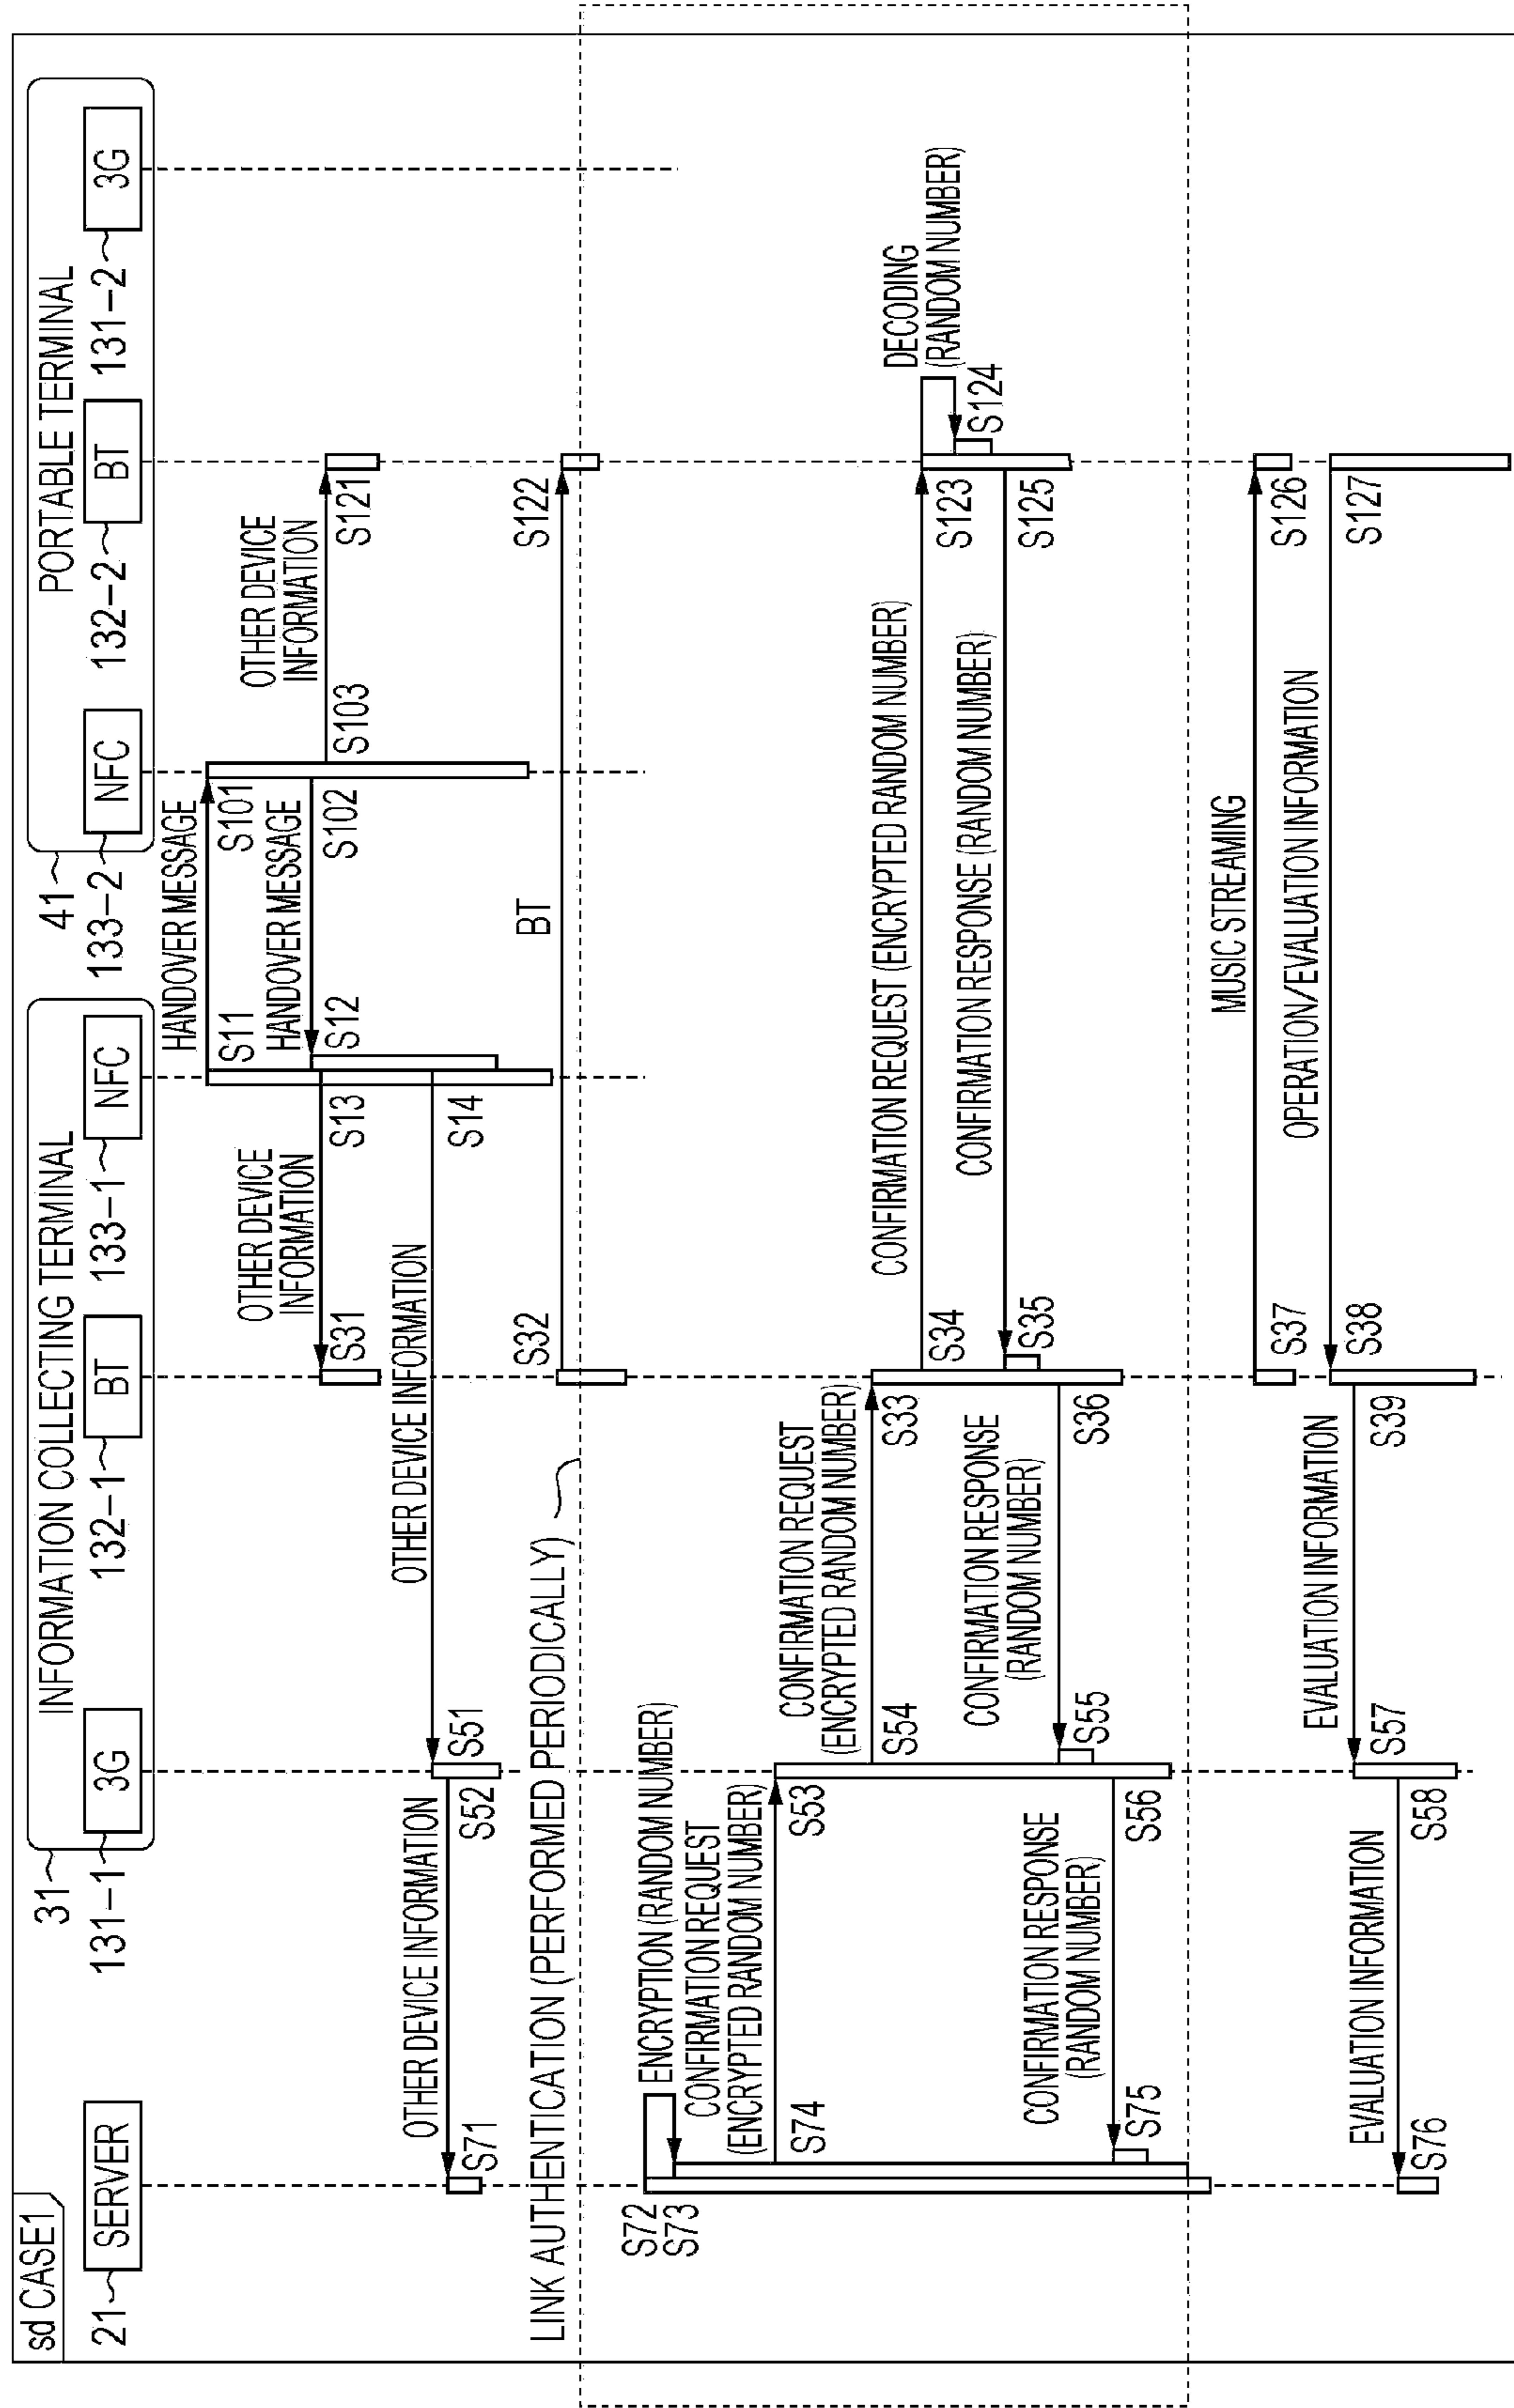 sd CASE1
INFORMATION COLLECTING TERMINAL
PORTABLE TERMINAL
SERVER
3G
BT
NFC
NFC
BT
3G
21
31
131-1
132-1
133-1
41
133-2
132-2
131-2
HANDOVER MESSAGE
S11
S101
HANDOVER MESSAGE
S12
S102
OTHER DEVICE
INFORMATION
S31
S13
OTHER DEVICE
INFORMATION
S103
S121
OTHER DEVICE INFORMATION
S51
S14
OTHER DEVICE INFORMATION
S71
S52
BT
S32
S122
LINK AUTHENTICATION (PERFORMED PERIODICALLY)
S72
S73
ENCRYPTION (RANDOM NUMBER)
CONFIRMATION REQUEST
(ENCRYPTED RANDOM NUMBER)
S74
S53
CONFIRMATION REQUEST
(ENCRYPTED RANDOM NUMBER)
S54
S33
CONFIRMATION REQUEST (ENCRYPTED RANDOM NUMBER)
S34
S123
DECODING
(RANDOM NUMBER)
S124
CONFIRMATION RESPONSE (RANDOM NUMBER)
S35
S125
CONFIRMATION RESPONSE
(RANDOM NUMBER)
S55
S36
CONFIRMATION RESPONSE
(RANDOM NUMBER)
S75
S56
MUSIC STREAMING
S37
S126
OPERATION/EVALUATION INFORMATION
S38
S127
EVALUATION INFORMATION
S57
S39
EVALUATION INFORMATION
S76
S58